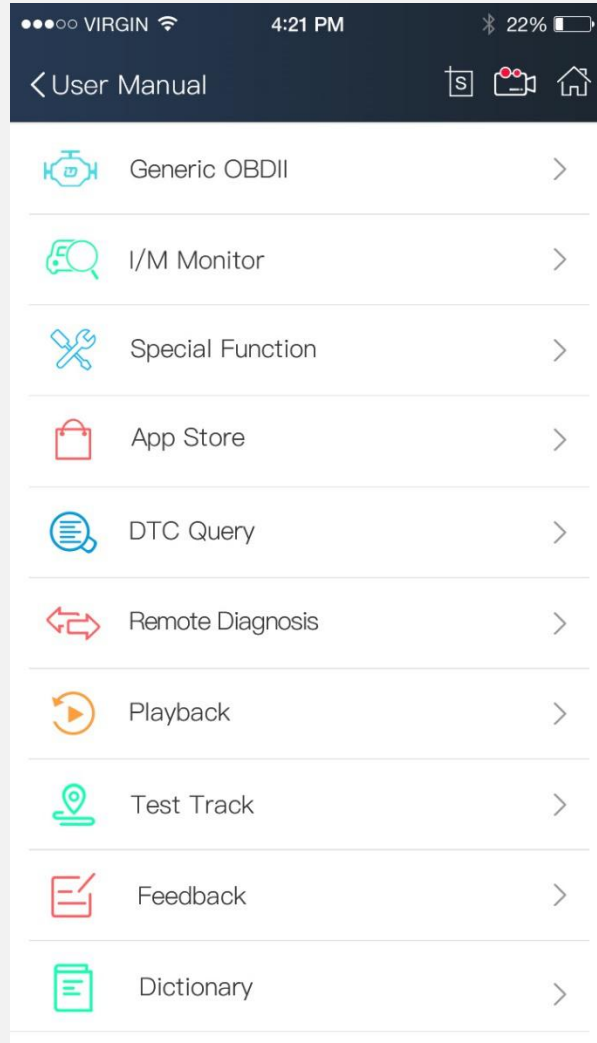 VIRGIN 4:21 PM 22%
User Manual S
Generic OBDII
I/M Monitor
Special Function
App Store
DTC Query
Remote Diagnosis
Playback
Test Track
Feedback
Dictionary